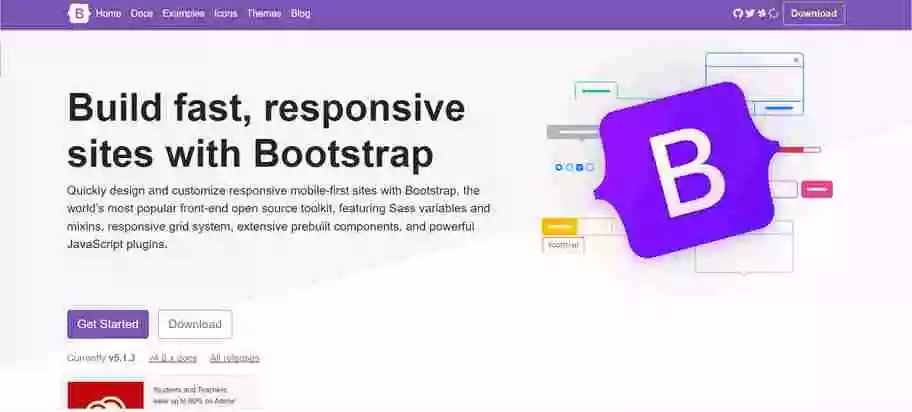 B Home Docs Examples Icons Themes Blog Download
Build fast, responsive
sites with Bootstrap
Quickly design and customize responsive mobile-first sites with Bootstrap, the
world's most popular front-end open source toolkit, featuring Sass variables and
mixins, responsive grid system, extensive prebuilt components, and powerful
JavaScript plugins.
B
Get Started Download
Currently v5.1.3 v4.6.x docs All releases
Students and Teachers
save up to 60% on Adobe